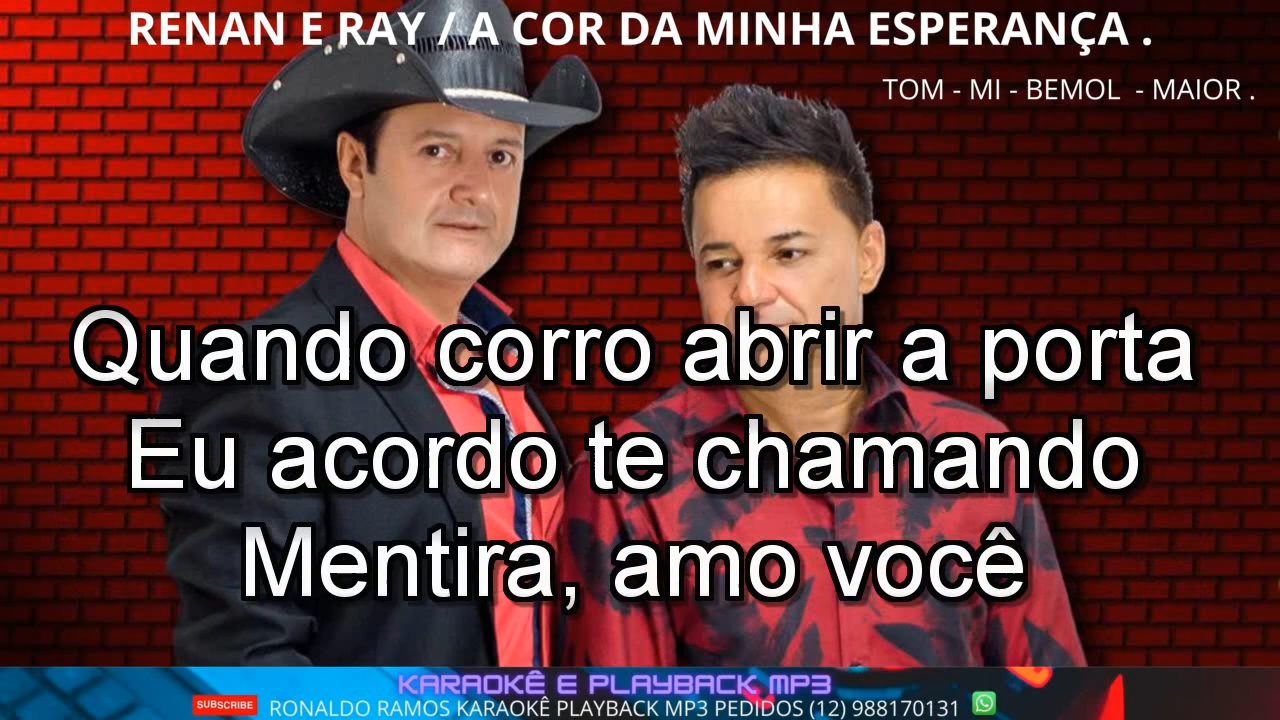 RENAN E RAY / A COR DA MINHA ESPERANÇA .
TOM - MI - BEMOL - MAIOR .
Quando corro abrir a porta
Eu acordo te chamando
Mentira, amo você
KARAOKÊ E PLAYBACK MP3
SUBSCRIBE RONALDO RAMOS KARAOKÊ PLAYBACK MP3 PEDIDOS (12) 988170131